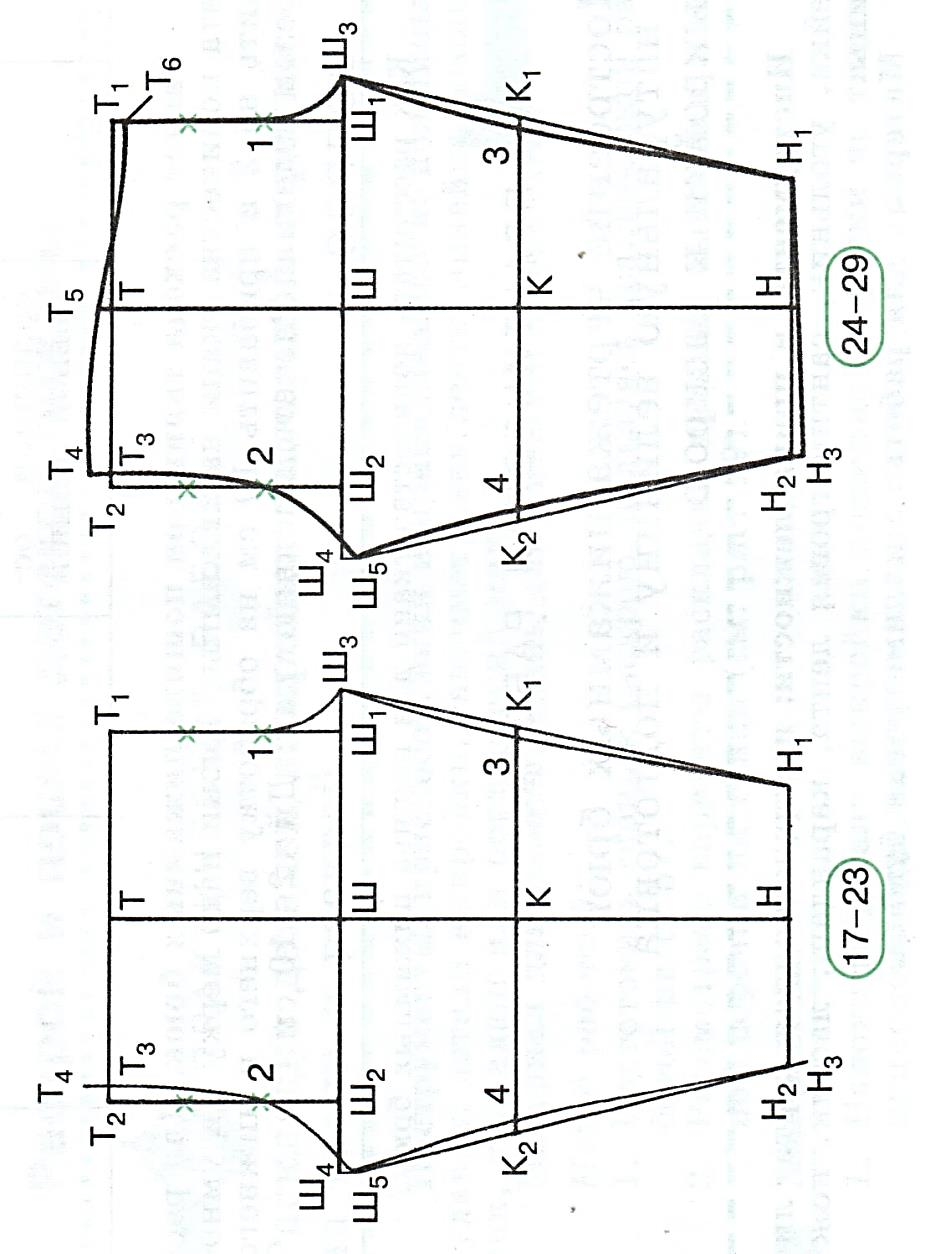 Т₁
Т₆
Ш₃
Т₅
Т
1
Ш₁
3
К₁
Н₁
Ш
К
Н
24–29
Т₄
Т₃
Т₂
2
Ш₂
Ш₄
Ш₅
4
К₂
Н₂
Н₃
Т₁
Ш₃
1
Ш₁
3
К₁
Н₁
Т
Ш
К
Н
17–23
Т₄
Т₃
Т₂
2
Ш₂
Ш₄
Ш₅
4
К₂
Н₂
Н₃